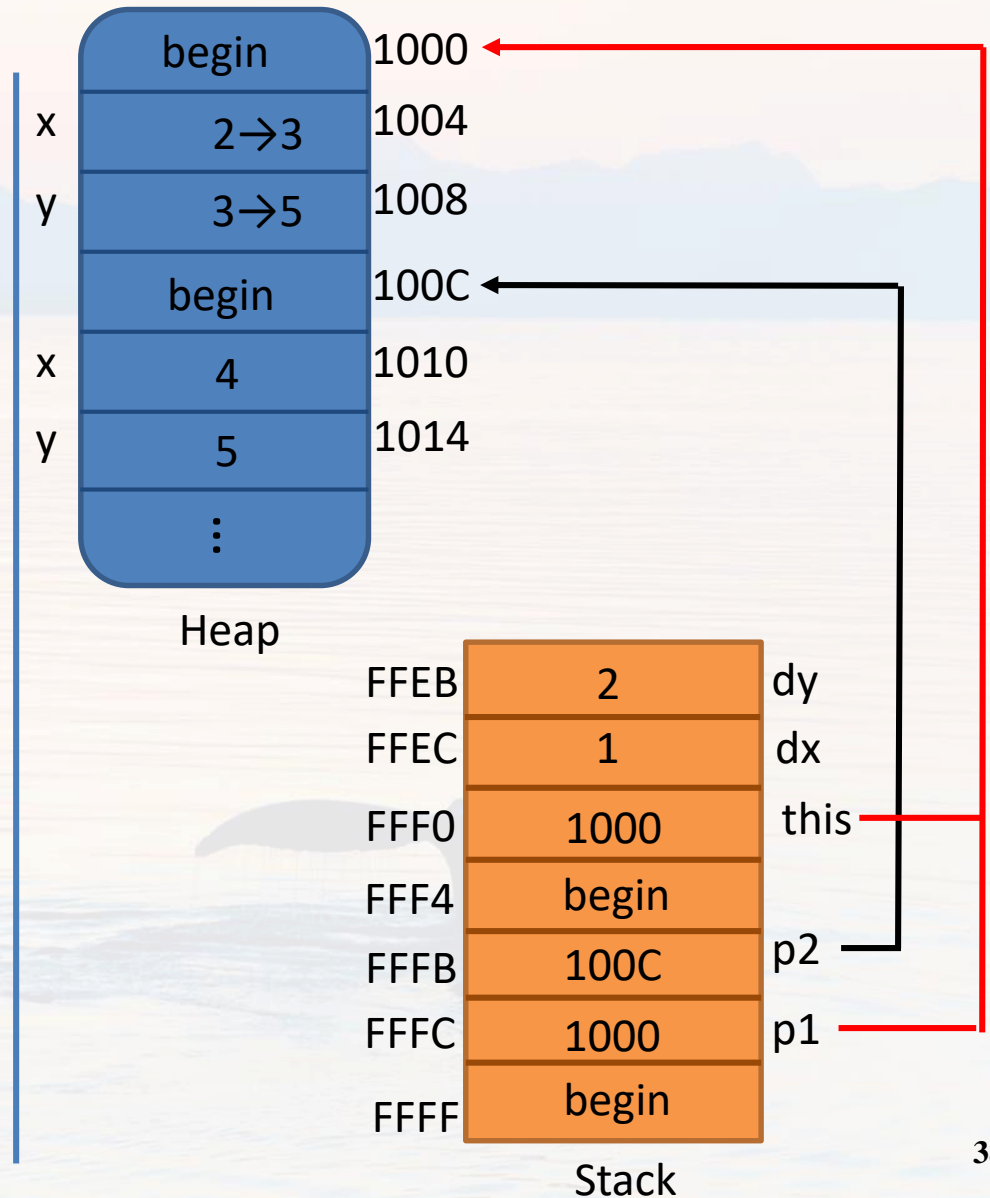 begin 1000
x 2→3 1004
y 3→5 1008
begin 100C
x 4 1010
y 5 1014
⋮
Heap
FFEB 2 dy
FFEC 1 dx
FFF0 1000 this
FFF4 begin
FFFB 100C p2
FFFC 1000 p1
FFFF begin
3
Stack